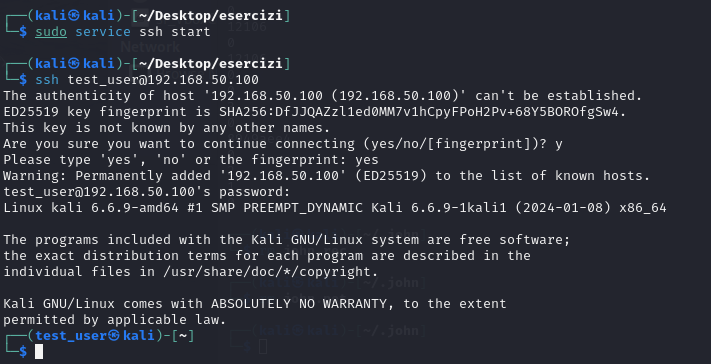 ┌──(kali㉿kali)-[~/Desktop/esercizi]
└─$ sudo service ssh start
┌──(kali㉿kali)-[~/Desktop/esercizi]
└─$ ssh test_user@192.168.50.100
The authenticity of host '192.168.50.100 (192.168.50.100)' can't be established.
ED25519 key fingerprint is SHA256:DfJJQAZzl1ed0MM7v1hCpyFPoH2Pv+68Y5BOROfgSw4.
This key is not known by any other names.
Are you sure you want to continue connecting (yes/no/[fingerprint])? y
Please type 'yes', 'no' or the fingerprint: yes
Warning: Permanently added '192.168.50.100' (ED25519) to the list of known hosts.
test_user@192.168.50.100's password:
Linux kali 6.6.9-amd64 #1 SMP PREEMPT_DYNAMIC Kali 6.6.9-1kali1 (2024-01-08) x86_64
The programs included with the Kali GNU/Linux system are free software;
the exact distribution terms for each program are described in the
individual files in /usr/share/doc/*/copyright.
Kali GNU/Linux comes with ABSOLUTELY NO WARRANTY, to the extent
permitted by applicable law.
┌──(test_user㉿kali)-[~]
└─$